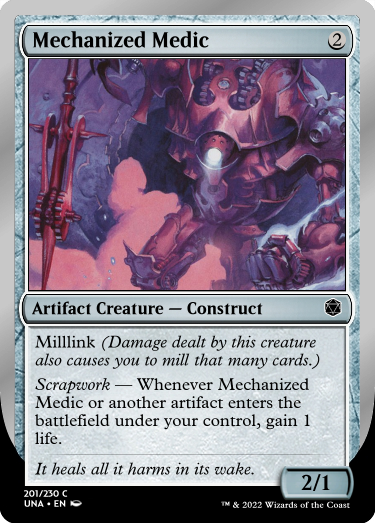 Mechanized Medic 2
Artifact Creature — Construct
Milllink (Damage dealt by this creature
also causes you to mill that many cards.)
Scrapwork — Whenever Mechanized
Medic or another artifact enters the
battlefield under your control, gain 1
life.
It heals all it harms in its wake.
2/1
201/230 C
UNA • EN
™ & 2022 Wizards of the Coast